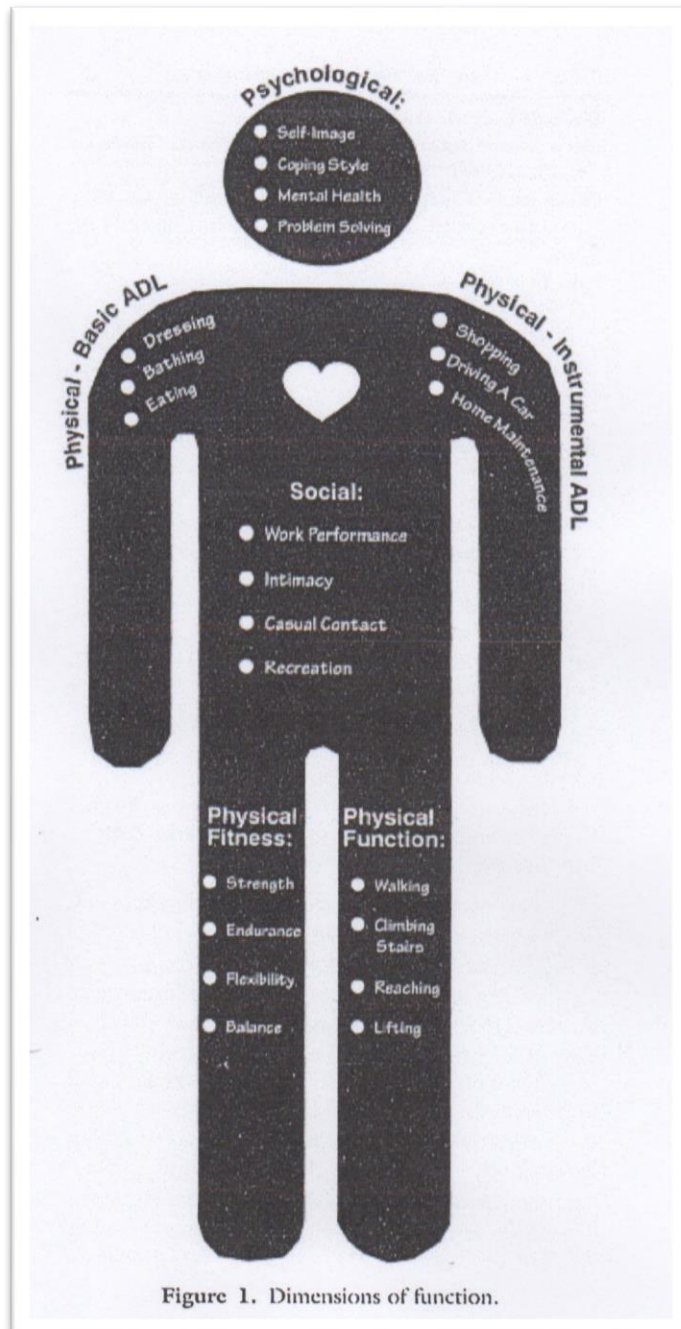 Psychological:
Self-Image
Coping Style
Mental Health
Problem Solving
Physical - Basic ADL
Dressing
Bathing
Eating
Physical - Instrumental ADL
Shopping
Driving A Car
Home Maintenance
Social:
Work Performance
Intimacy
Casual Contact
Recreation
Physical
Fitness:
Strength
Endurance
Flexibility
Balance
Physical
Function:
Walking
Climbing
Stairs
Reaching
Lifting
Figure 1. Dimensions of function.